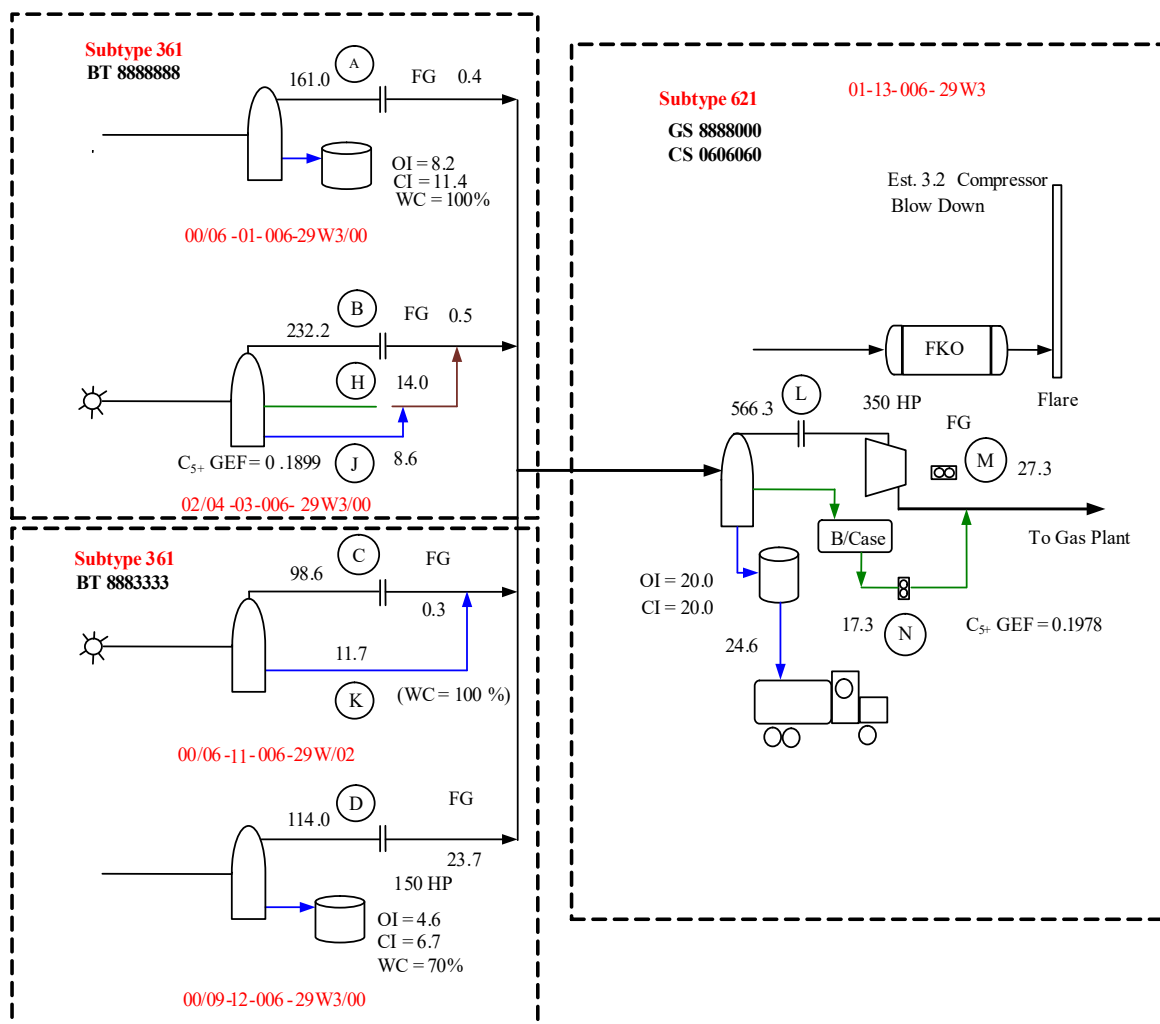 Subtype 361
BT 8888888
A
161.0
FG 0.4
OI = 8.2
CI = 11.4
WC = 100%
00/06 -01- 006-29W3/00
B
232.2
FG 0.5
H
14.0
C5+ GEF= 0 .1899
J
8.6
02/04 -03-006- 29W3/00
Subtype 361
BT 8883333
C
98.6
FG
0.3
11.7
K
(WC = 100 %)
00/06 -11- 006-29W/02
D
114.0
FG
23.7
150 HP
OI = 4.6
CI = 6.7
WC = 70%
00/09-12-006 -29W3/00
Subtype 621
GS 8888000
CS 0606060
01-13-006- 29W3
Est. 3.2 Compressor
Blow Down
FKO
Flare
L
566.3
350 HP
FG
M
27.3
To Gas Plant
B/Case
OI = 20.0
CI = 20.0
24.6
17.3
N
C5+ GEF = 0.1978